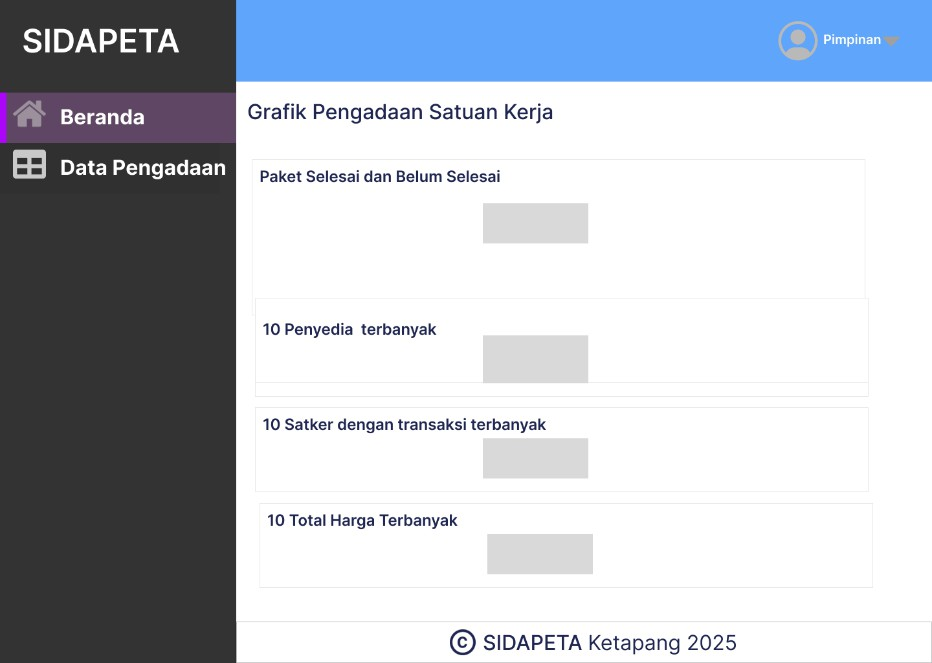 SIDAPETA
Pimpinan
Beranda
Data Pengadaan
Grafik Pengadaan Satuan Kerja
Paket Selesai dan Belum Selesai
10 Penyedia  terbanyak
10 Satker dengan transaksi terbanyak
10 Total Harga Terbanyak
© SIDAPETA Ketapang 2025